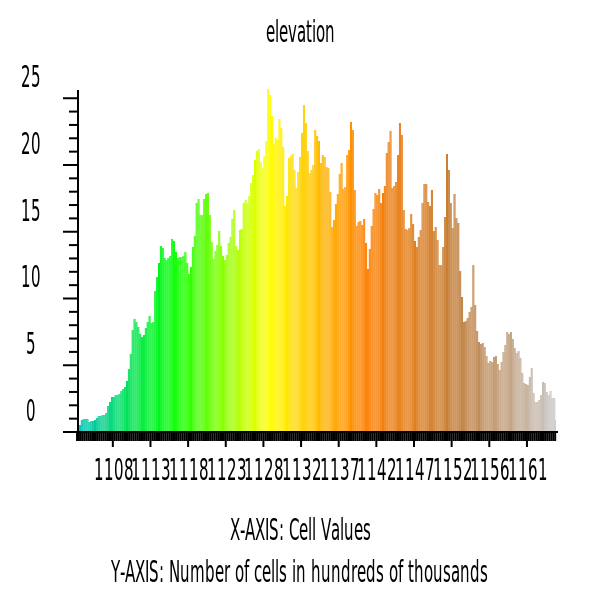 elevation
25
20
15
10
5
0
1108 1113 1118 1123 1128 1132 1137 1142 1147 1152 1156 1161
X-AXIS: Cell Values
Y-AXIS: Number of cells in hundreds of thousands